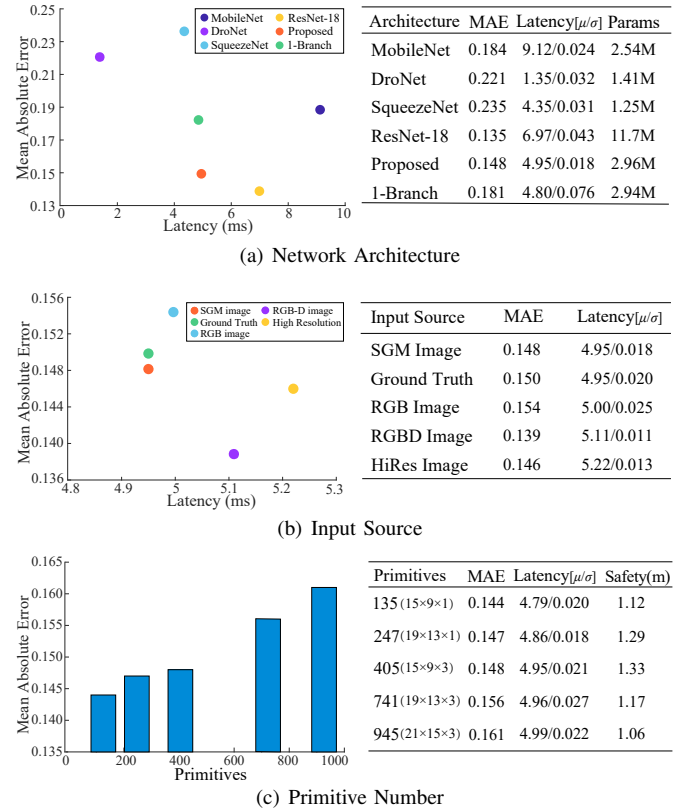 0.25
0.23
0.21
0.19
0.17
0.15
0.13
0 2 4 6 8 10
Mean Absolute Error
Latency (ms)
MobileNet ResNet-18
DroNet Proposed
SqueezeNet 1-Branch
Architecture MAE Latency[μ/σ] Params
MobileNet 0.184 9.12/0.024 2.54M
DroNet 0.221 1.35/0.032 1.41M
SqueezeNet 0.235 4.35/0.031 1.25M
ResNet-18 0.135 6.97/0.043 11.7M
Proposed 0.148 4.95/0.018 2.96M
1-Branch 0.181 4.80/0.076 2.94M
(a) Network Architecture
0.156
0.152
0.148
0.144
0.140
0.136
4.8 4.9 5 5.1 5.2 5.3
Mean Absolute Error
Latency (ms)
SGM image RGB-D image
Ground Truth High Resolution
RGB image
Input Source MAE Latency[μ/σ]
SGM Image 0.148 4.95/0.018
Ground Truth 0.150 4.95/0.020
RGB Image 0.154 5.00/0.025
RGBD Image 0.139 5.11/0.011
HiRes Image 0.146 5.22/0.013
(b) Input Source
0.165
0.160
0.155
0.150
0.145
0.140
0.135
0 200 400 600 800 1000
Mean Absolute Error
Primitives
Primitives MAE Latency[μ/σ] Safety(m)
135(15×9×1) 0.144 4.79/0.020 1.12
247(19×13×1) 0.147 4.86/0.018 1.29
405(15×9×3) 0.148 4.95/0.021 1.33
741(19×13×3) 0.156 4.96/0.027 1.17
945(21×15×3) 0.161 4.99/0.022 1.06
(c) Primitive Number